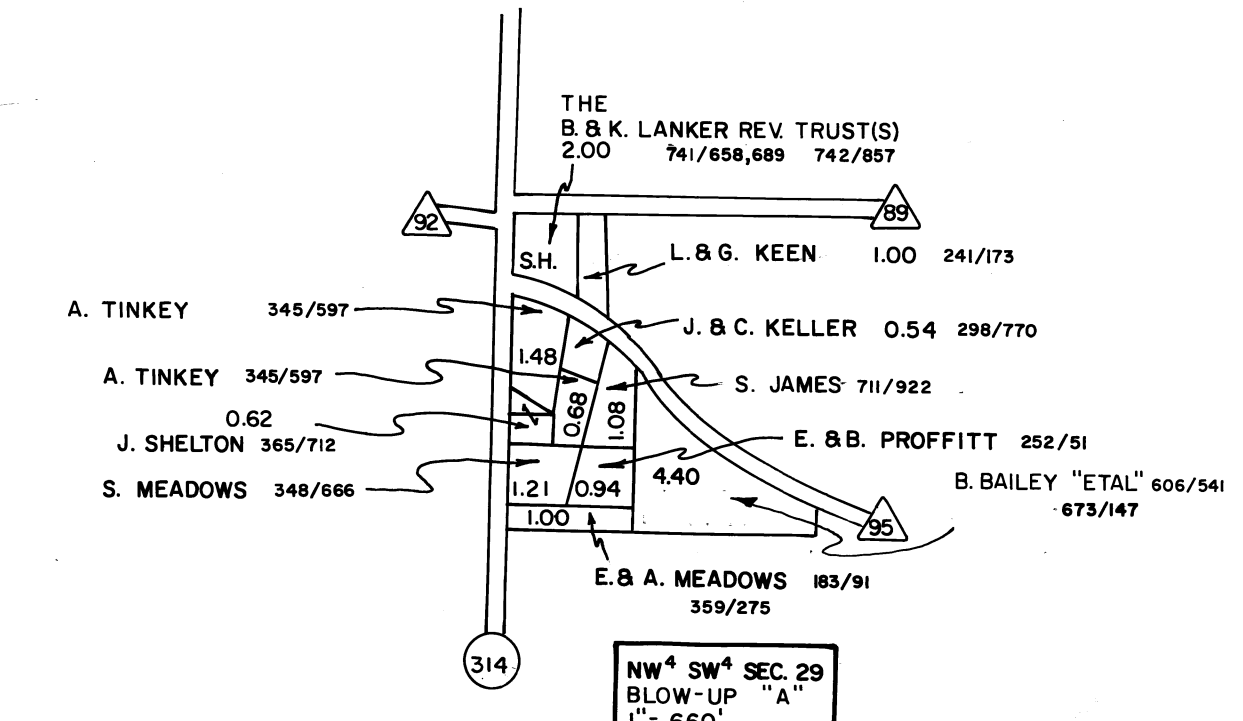 THE
B. & K. LANKER REV. TRUST(S)
2.00 741/658,689 742/857
92
89
S.H.
L. & G. KEEN 1.00 241/173
A. TINKEY 345/597
J. & C. KELLER 0.54 298/770
1.48
A. TINKEY 345/597
S. JAMES 711/922
0.68
1.08
0.62
J. SHELTON 365/712
E. & B. PROFFITT 252/51
S. MEADOWS 348/666
1.21
0.94
4.40
B. BAILEY "ETAL" 606/541
673/147
1.00
95
E. & A. MEADOWS 183/91
359/275
314
NW⁴ SW⁴ SEC. 29
BLOW-UP "A"
1"= 660'